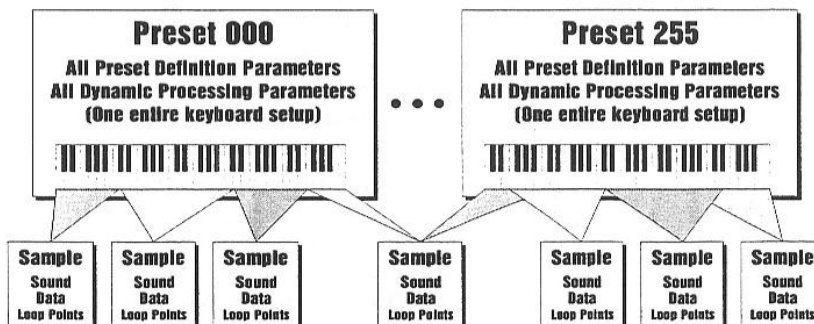 Preset 000
All Preset Definition Parameters
All Dynamic Processing Parameters
(One entire keyboard setup)
Preset 255
All Preset Definition Parameters
All Dynamic Processing Parameters
(One entire keyboard setup)
Sample
Sound
Data
Loop Points
Sample
Sound
Data
Loop Points
Sample
Sound
Data
Loop Points
Sample
Sound
Data
Loop Points
Sample
Sound
Data
Loop Points
Sample
Sound
Data
Loop Points
Sample
Sound
Data
Loop Points